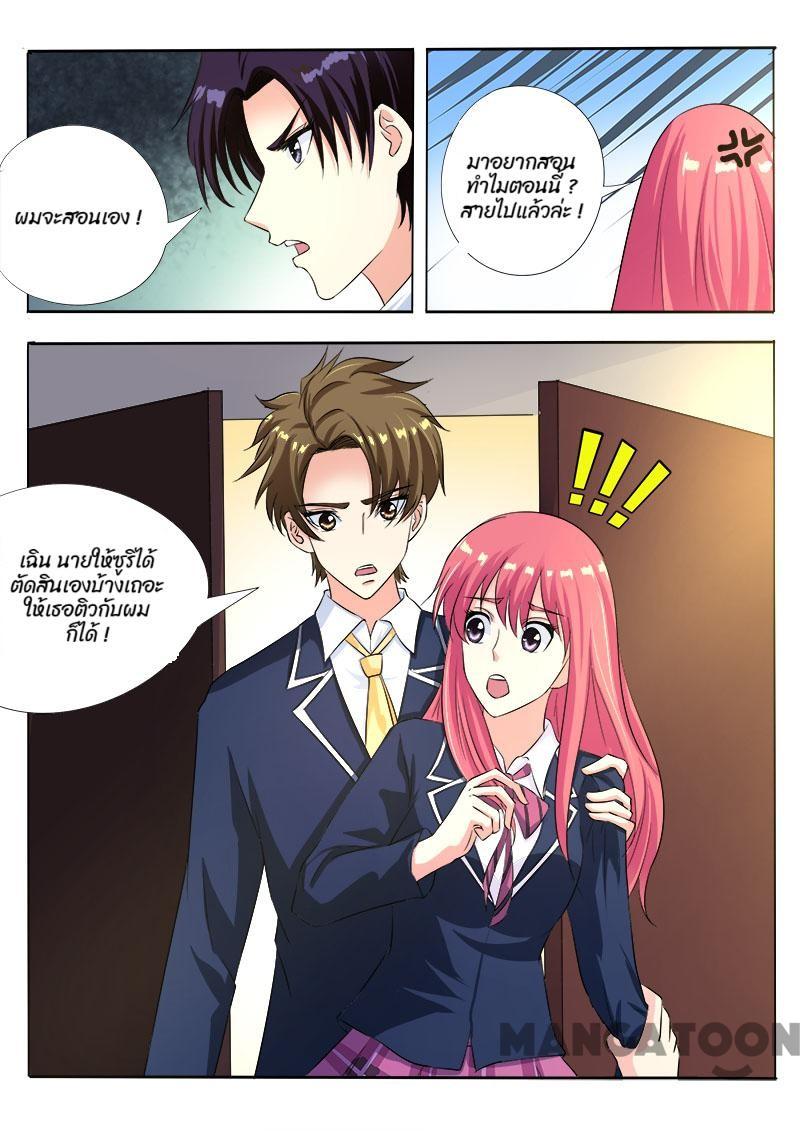 ผมจะสอนเอง !
มาอยากสอน
ทำไมตอนนี้ ?
สายไปแล้วล่ะ !
!!!
เฉิน นายให้ซูรีได้
ตัดสินเองบ้างเถอะ
ให้เธอติวกับผม
ก็ได้ !
MANGATOON